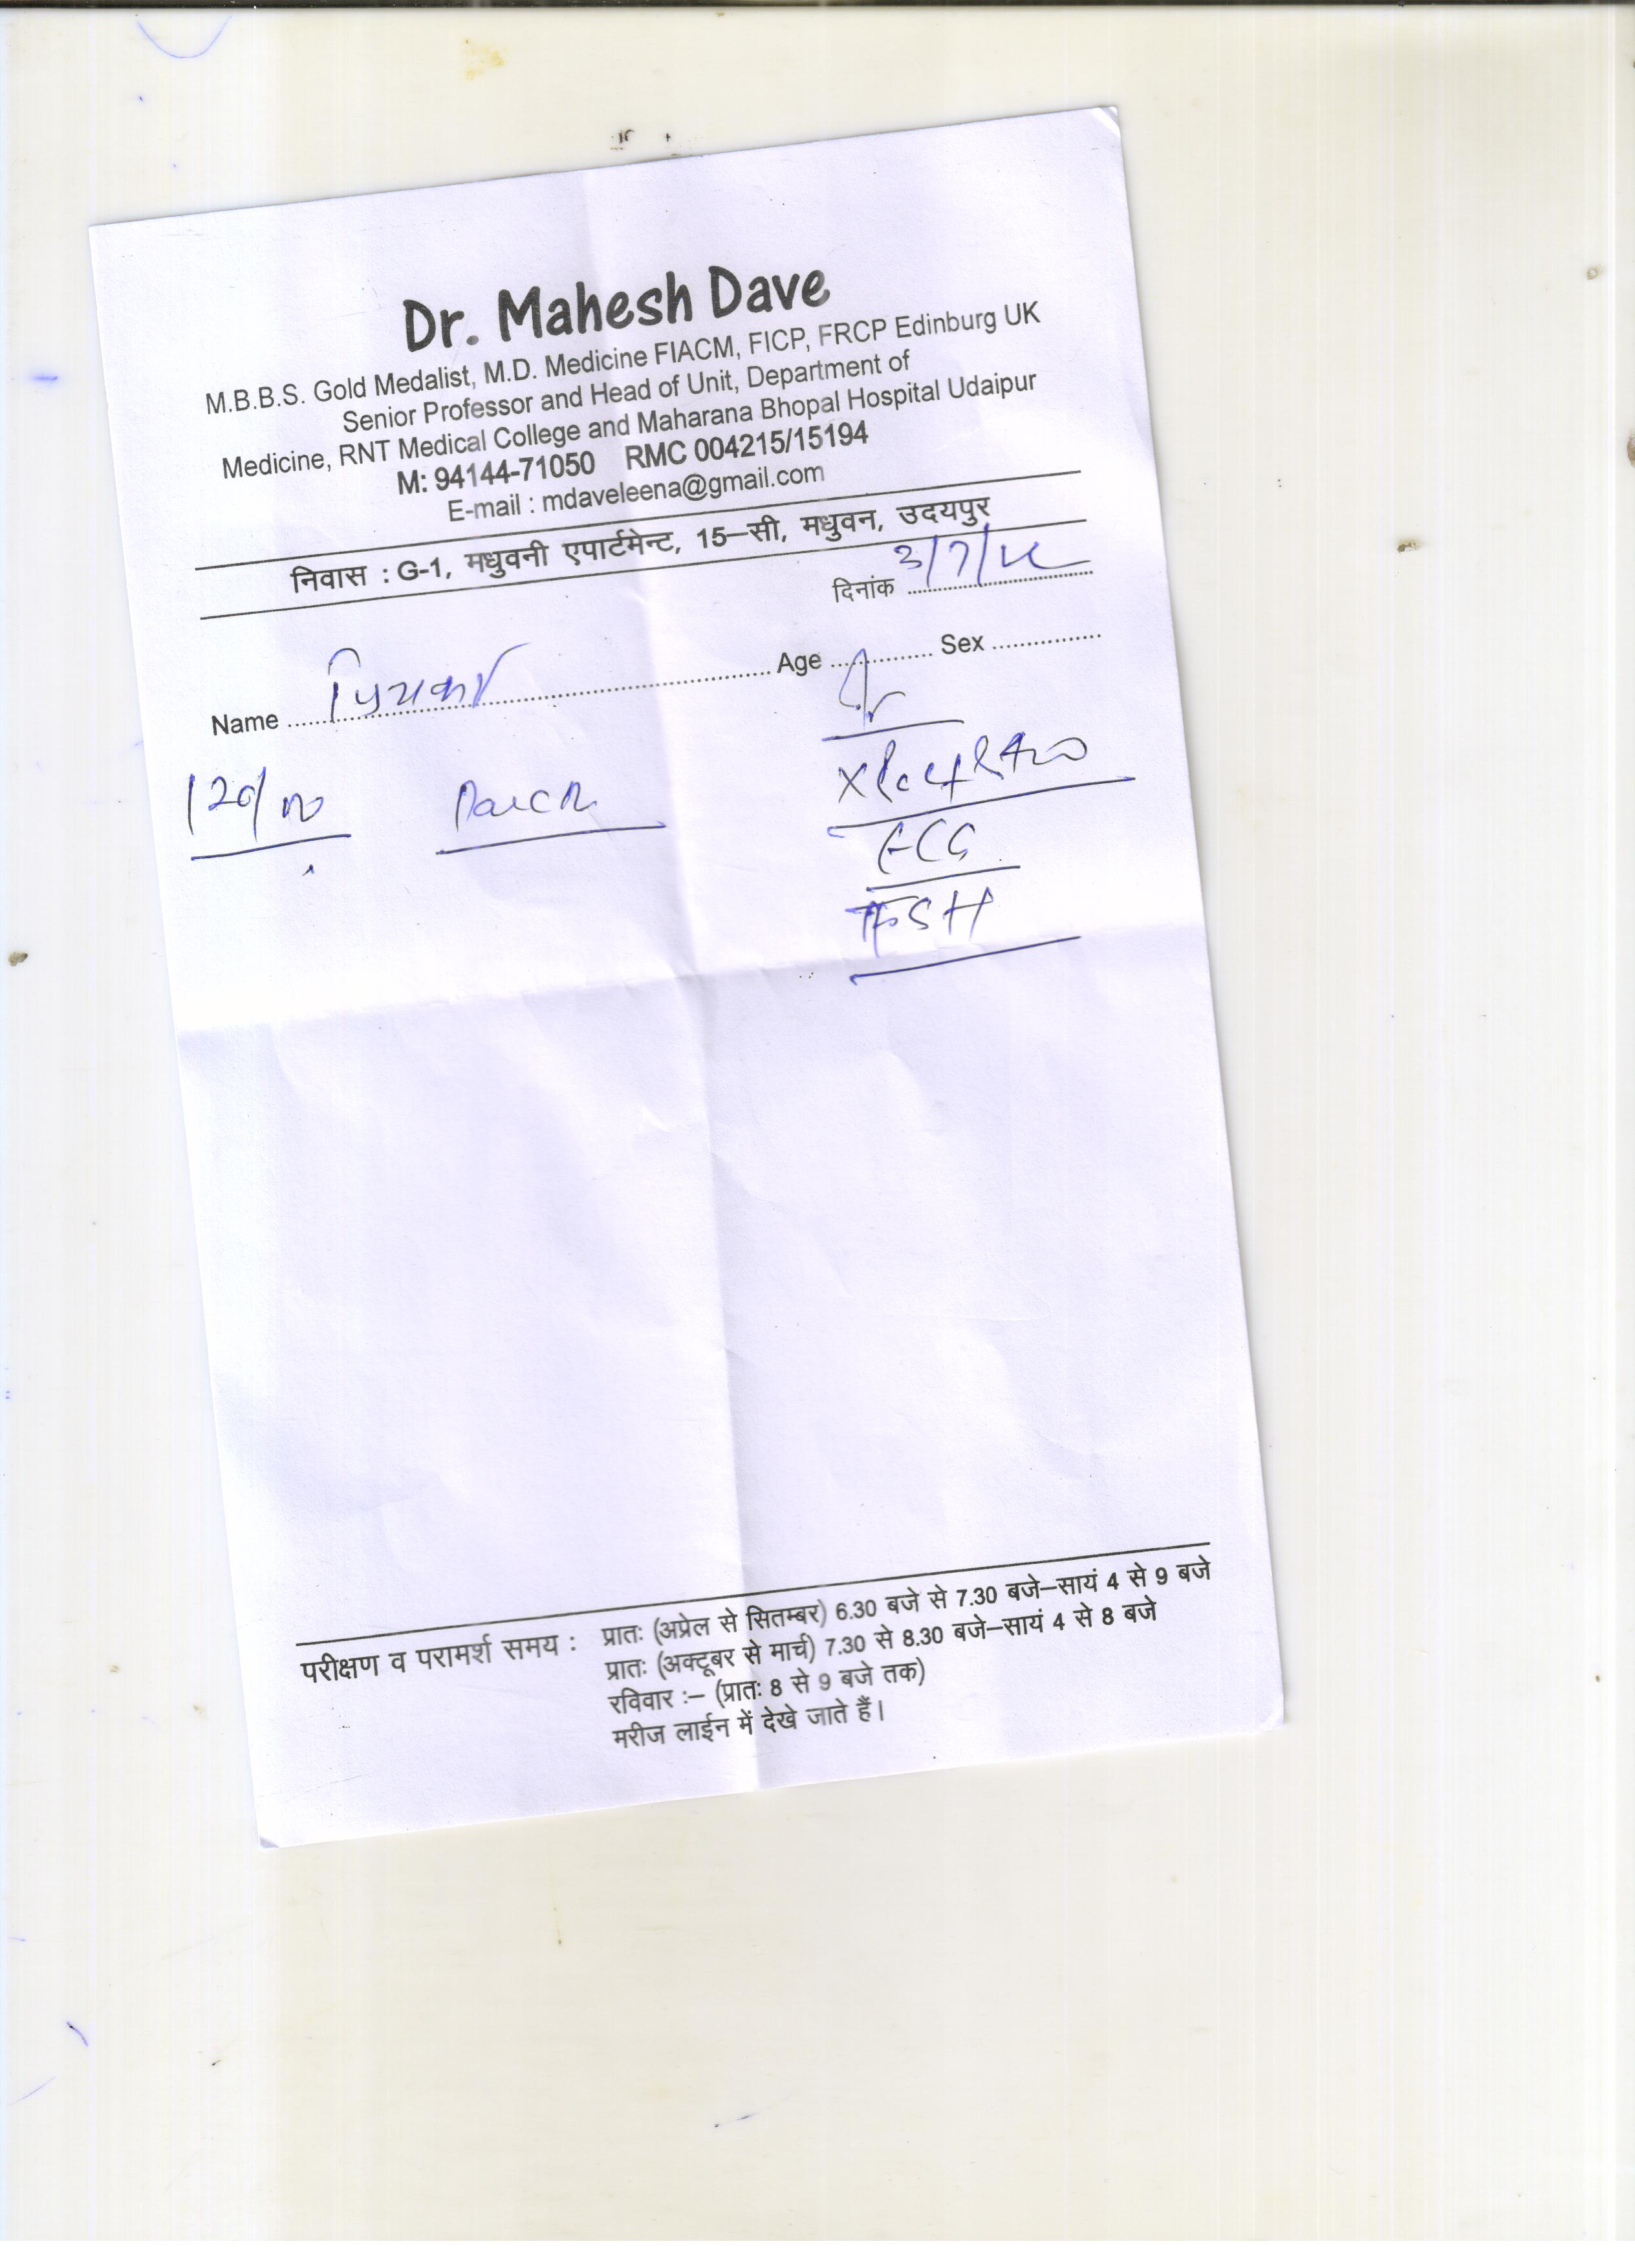 Dr. Mahesh Dave
M.B.B.S. Gold Medalist, M.D. Medicine FIACM, FICP, FRCP Edinburg UK
Senior Professor and Head of Unit, Department of
Medicine, RNT Medical College and Maharana Bhopal Hospital Udaipur
M: 94144-71050 RMC 004215/15194
E-mail : mdaveleena@gmail.com
निवास : G-1, मधुवनी एपार्टमेन्ट, 15–सी, मधुवन, उदयपुर
दिनांक 3/7/
Name Age Sex
120/
ECG
परीक्षण व परामर्श समय : प्रातः (अप्रेल से सितम्बर) 6.30 बजे से 7.30 बजे–सायं 4 से 9 बजे
प्रातः (अक्टूबर से मार्च) 7.30 से 8.30 बजे–सायं 4 से 8 बजे
रविवार :– (प्रातः 8 से 9 बजे तक)
मरीज लाईन में देखे जाते हैं।